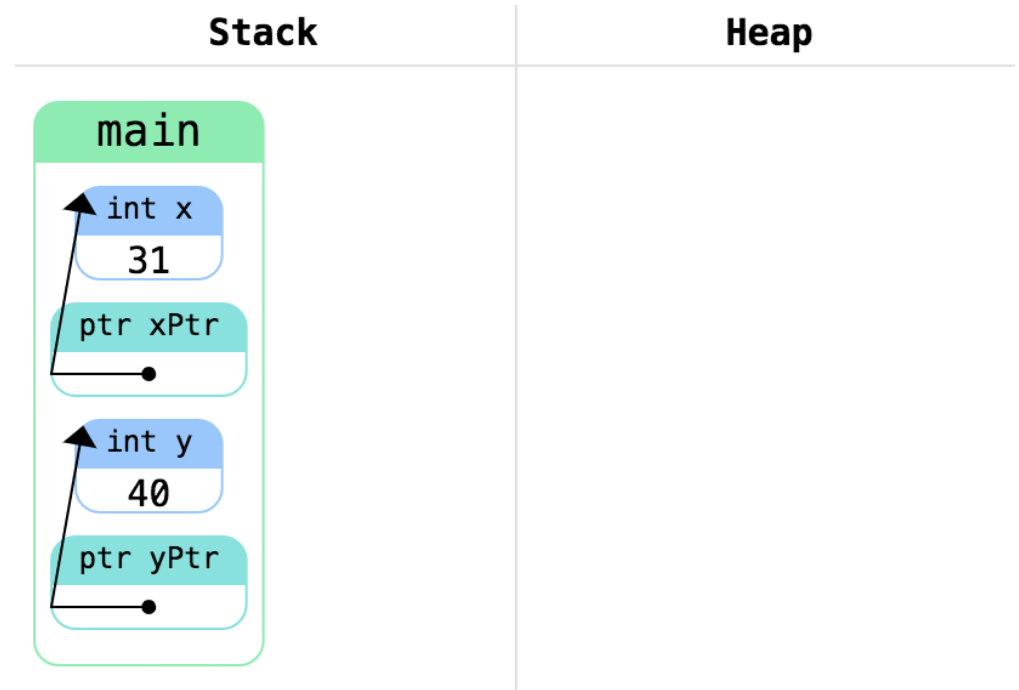 Stack
Heap
main
int x
31
ptr xPtr
int y
40
ptr yPtr